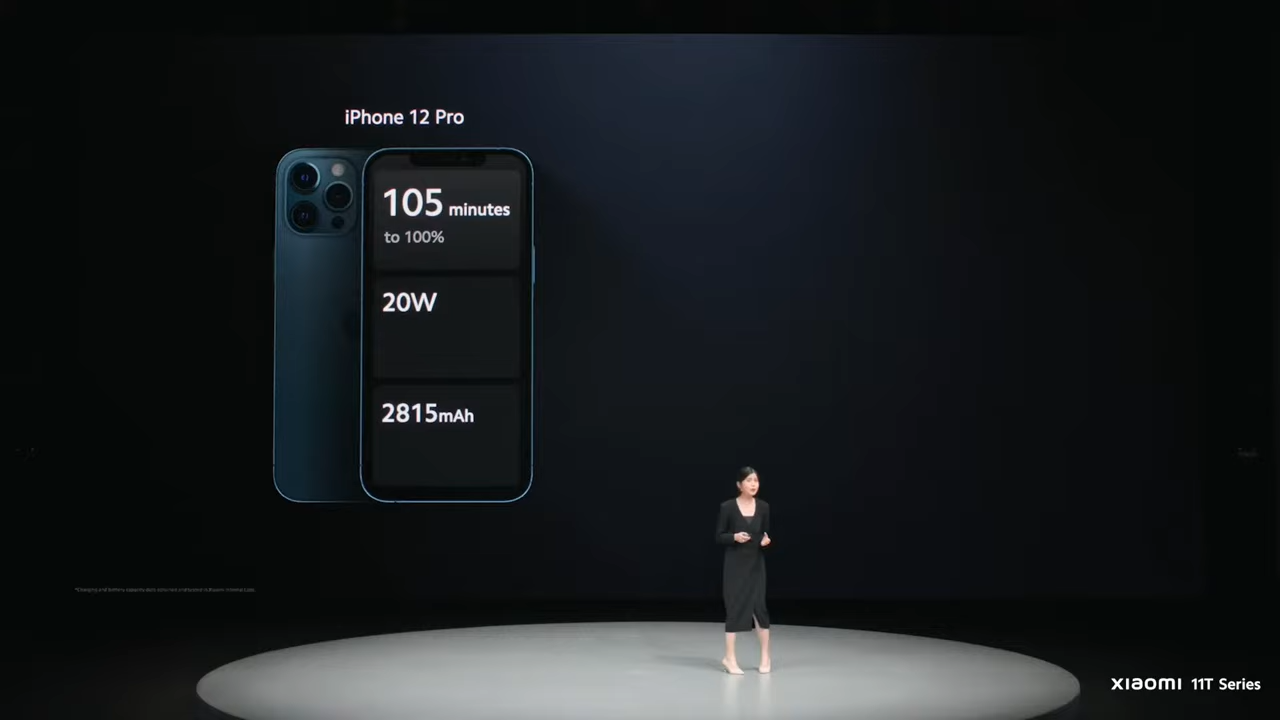 iPhone 12 Pro
105 minutes
to 100%
20W
2815mAh
xiaomi 11T Series